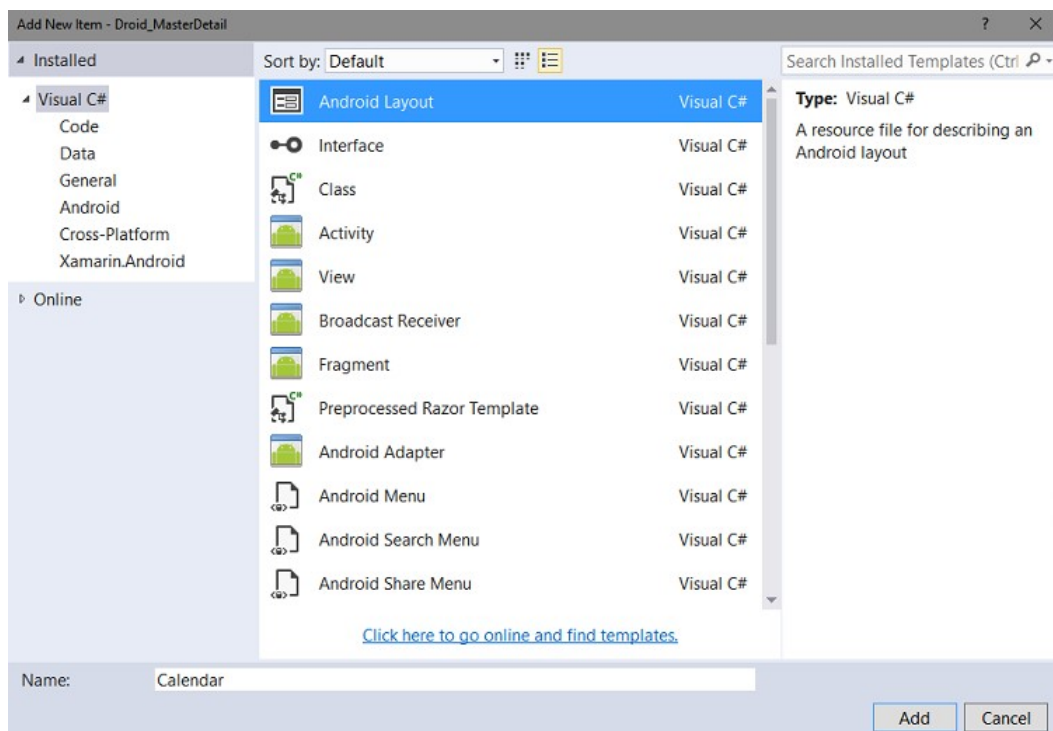 Add New Item - Droid_MasterDetail ? ×
Installed
Visual C#
Code
Data
General
Android
Cross-Platform
Xamarin.Android
Online
Sort by: Default
Android Layout Visual C#
Interface Visual C#
Class Visual C#
Activity Visual C#
View Visual C#
Broadcast Receiver Visual C#
Fragment Visual C#
Preprocessed Razor Template Visual C#
Android Adapter Visual C#
Android Menu Visual C#
Android Search Menu Visual C#
Android Share Menu Visual C#
Click here to go online and find templates.
Search Installed Templates (Ctrl
Type: Visual C#
A resource file for describing an
Android layout
Name: Calendar
Add Cancel